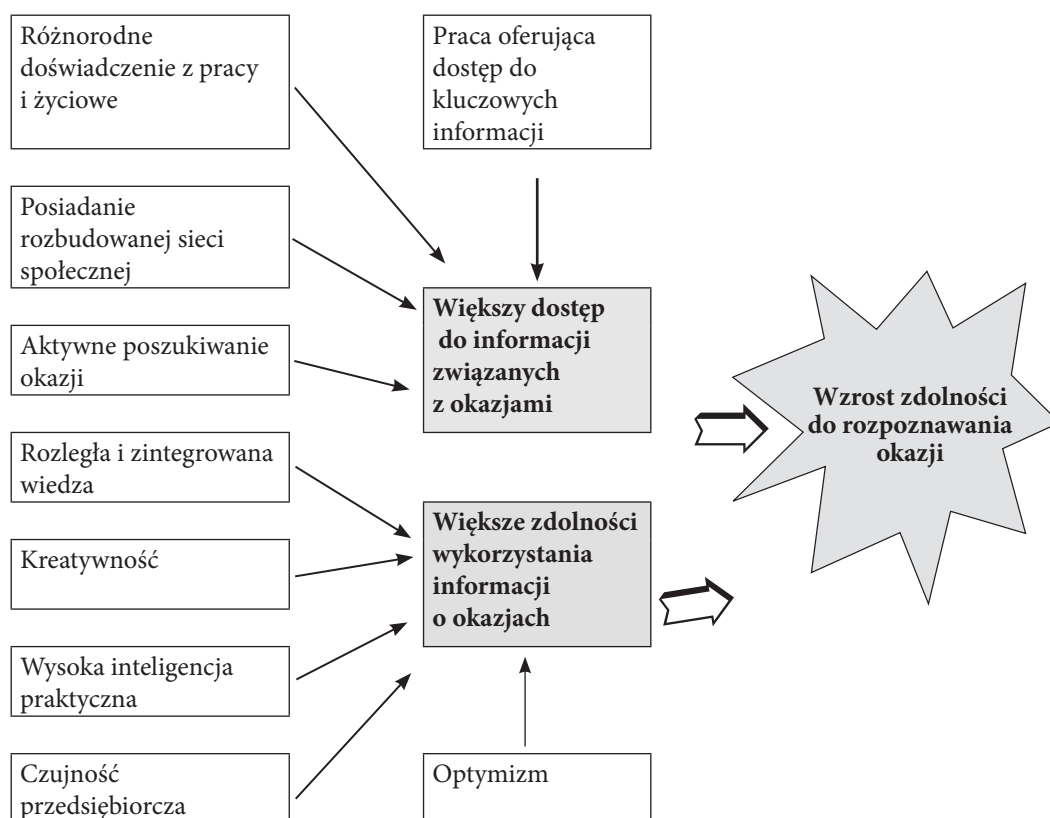 Różnorodne
doświadczenie z pracy
i życiowe
Praca oferująca
dostęp do
kluczowych
informacji
Posiadanie
rozbudowanej sieci
społecznej
Większy dostęp
do informacji
związanych
z okazjami
Aktywne poszukiwanie
okazji
Wzrost zdolności
do rozpoznawania
okazji
Rozległa i zintegrowana
wiedza
Większe zdolności
wykorzystania
informacji
o okazjach
Kreatywność
Wysoka inteligencja
praktyczna
Czujność
przedsiębiorcza
Optymizm